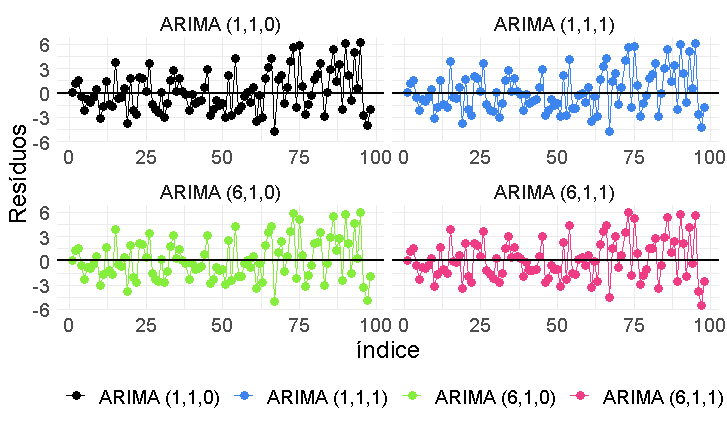 ARIMA (1,1,0) ARIMA (1,1,1)
6
3
0
-3
-6
0 25 50 75 100 0 25 50 75 100
ARIMA (6,1,0) ARIMA (6,1,1)
6
3
0
-3
-6
0 25 50 75 100 0 25 50 75 100
Resíduos
índice
ARIMA (1,1,0) ARIMA (1,1,1) ARIMA (6,1,0) ARIMA (6,1,1)